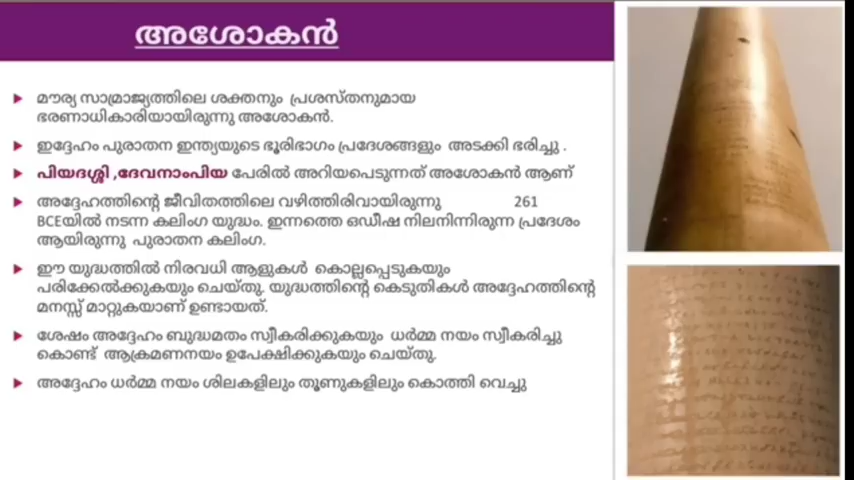 അശോകൻ
മൗര്യ സാമ്രാജ്യത്തിലെ ശക്തനും പ്രശസ്തനുമായ
ഭരണാധികാരിയായിരുന്നു അശോകൻ.
ഇദ്ദേഹം പുരാതന ഇന്ത്യയുടെ ഭൂരിഭാഗം പ്രദേശങ്ങളും അടക്കി ഭരിച്ചു .
പിയദശ്ശി ,ദേവനാംപിയ പേരിൽ അറിയപെടുന്നത് അശോകൻ ആണ്
അദ്ദേഹത്തിന്റെ ജീവിതത്തിലെ വഴിത്തിരിവായിരുന്നു 261
BCEയിൽ നടന്ന കലിംഗ യുദ്ധം. ഇന്നത്തെ ഒഡീഷ നിലനിന്നിരുന്ന പ്രദേശം
ആയിരുന്നു പുരാതന കലിംഗ.
ഈ യുദ്ധത്തിൽ നിരവധി ആളുകൾ കൊല്ലപ്പെടുകയും
പരിക്കേൽക്കുകയും ചെയ്തു. യുദ്ധത്തിന്റെ കെടുതികൾ അദ്ദേഹത്തിന്റെ
മനസ്സ് മാറ്റുകയാണ് ഉണ്ടായത്.
ശേഷം അദ്ദേഹം ബുദ്ധമതം സ്വീകരിക്കുകയും ധർമ്മ നയം സ്വീകരിച്ചു
കൊണ്ട് ആക്രമണനയം ഉപേക്ഷിക്കുകയും ചെയ്തു.
അദ്ദേഹം ധർമ്മ നയം ശിലകളിലും തൂണുകളിലും കൊത്തി വെച്ചു